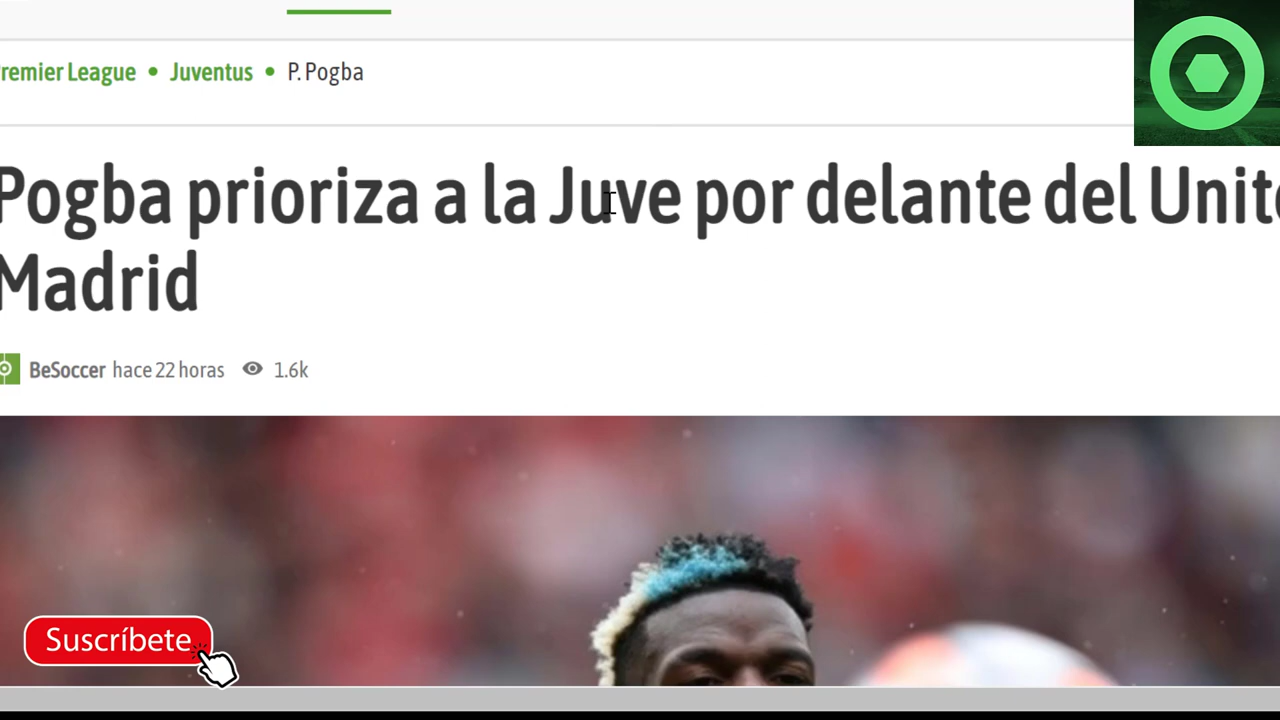 remier League • Juventus • P. Pogba
Pogba prioriza a la Juve por delante del Unite
Madrid
BeSoccer hace 22 horas 1.6k
Suscríbete